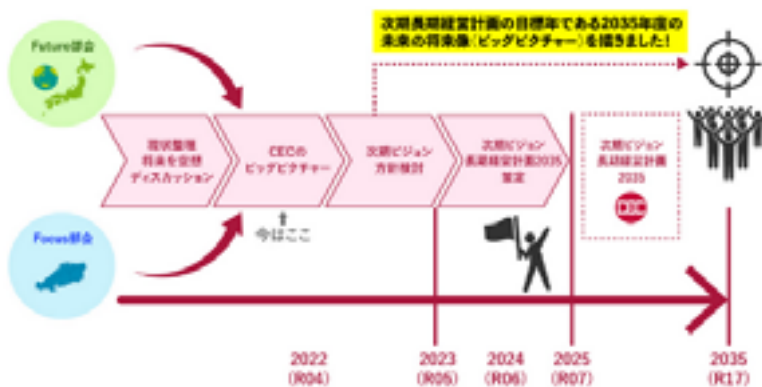 次期長期経営計画の目標年である2035年度の
未来の将来像(ビッグピクチャー)を描きました!
Future部会
現状整理
将来を空想
ディスカッション
CECの
ビッグピクチャー
次期ビジョン
方針検討
次期ビジョン
長期経営計画2035
策定
次期ビジョン
長期経営計画
2035
CEC
↑
今はここ
Focus部会
2022
(R04)
2023
(R05)
2024
(R06)
2025
(R07)
2035
(R17)